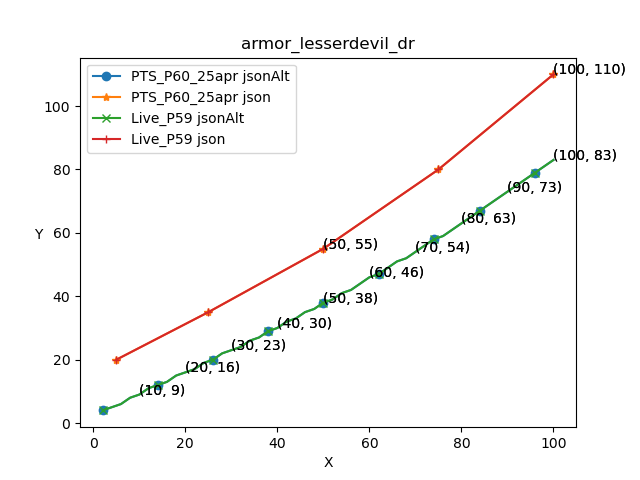 armor_lesserdevil_dr
PTS_P60_25apr jsonAlt
PTS_P60_25apr json
Live_P59 jsonAlt
Live_P59 json
(100, 110)
(100, 83)
(90, 73)
(80, 63)
(70, 54)
(60, 46)
(50, 55)
(50, 38)
(40, 30)
(30, 23)
(20, 16)
(10, 9)
Y
100
80
60
40
20
0
0 20 40 60 80 100
X